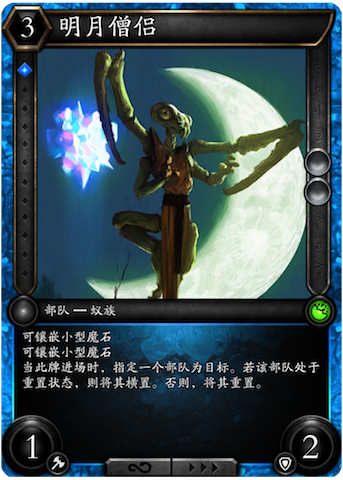 3
明月僧侣
部队 — 蚁族
可镶嵌小型魔石
可镶嵌小型魔石
当此牌进场时，指定一个部队为目标。若该部队处于
重置状态，则将其横置。否则，将其重置。
1
2